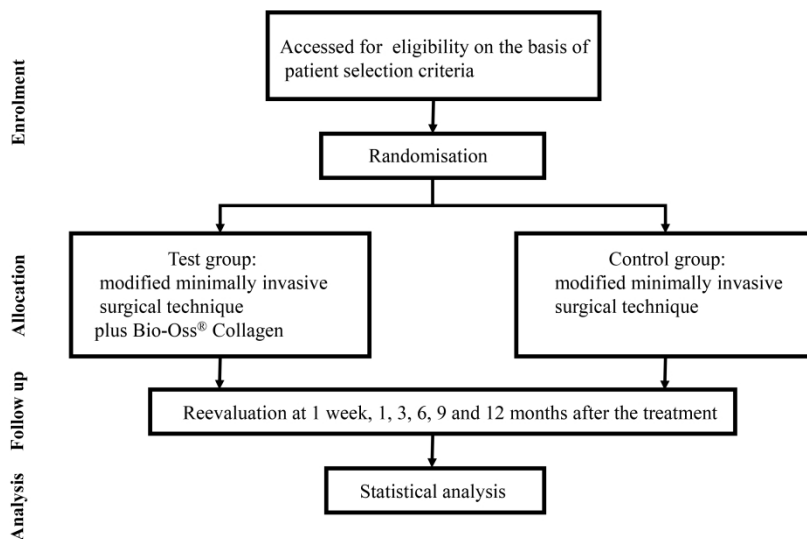 Enrolment
Accessed for eligibility on the basis of
patient selection criteria
Randomisation
Allocation
Test group:
modified minimally invasive
surgical technique
plus Bio-Oss® Collagen
Control group:
modified minimally invasive
surgical technique
Follow up
Reevaluation at 1 week, 1, 3, 6, 9 and 12 months after the treatment
Analysis
Statistical analysis